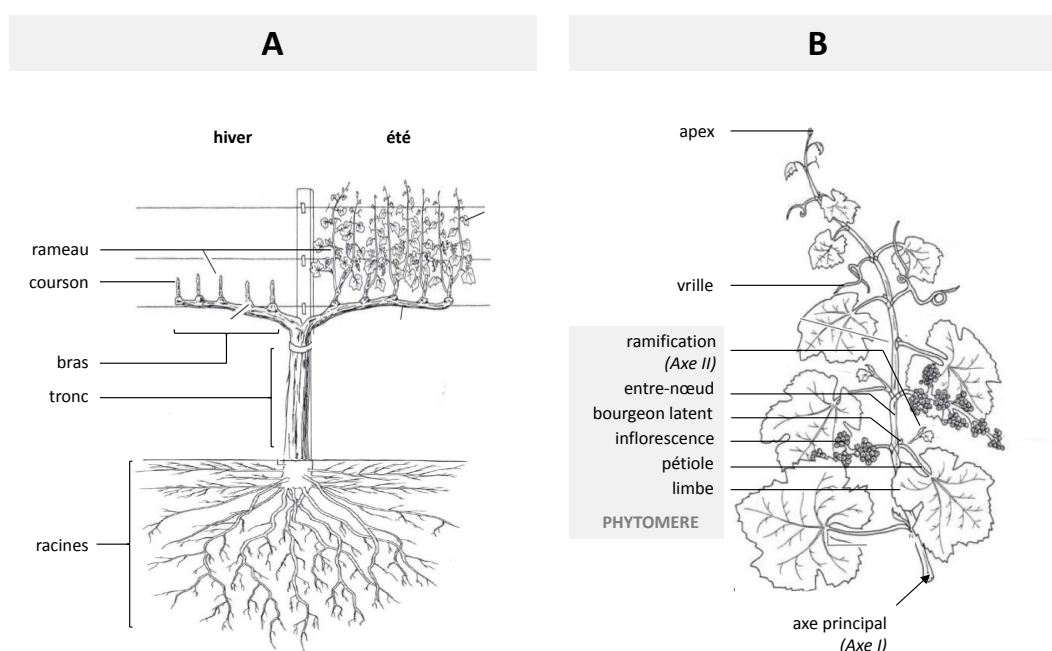 A
hiver
été
rameau
courson
bras
tronc
racines
B
apex
vrille
ramification
(Axe II)
entre-nœud
bourgeon latent
inflorescence
pétiole
limbe
PHYTOMERE
axe principal
(Axe I)